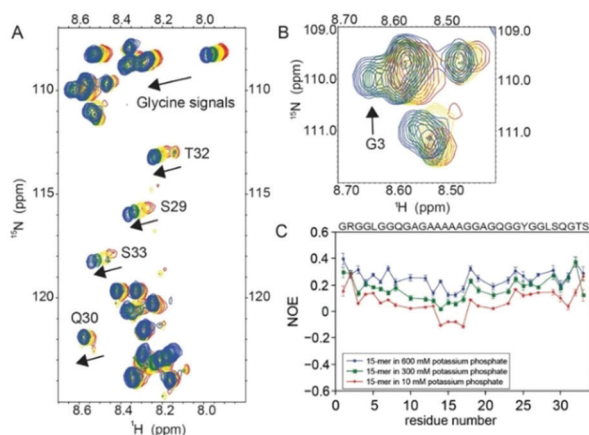 A
8.6 8.4 8.2 8.0
110
115
120
110
115
120
¹⁵N (ppm)
Glycine signals
T32
S29
S33
Q30
8.6 8.4 8.2 8.0
¹H (ppm)
B
8.70 8.60 8.50
109.0
110.0
111.0
109.0
110.0
111.0
¹⁵N (ppm)
G3
8.70 8.60 8.50
¹H (ppm)
C
GRGGLGGQGAGAAAAAGGAGQGGYGGLSQGTS
0.6
0.4
0.2
0
−0.2
−0.4
−0.6
NOE
15-mer in 600 mM potassium phosphate
15-mer in 300 mM potassium phosphate
15-mer in 10 mM potassium phosphate
0 5 10 15 20 25 30
residue number